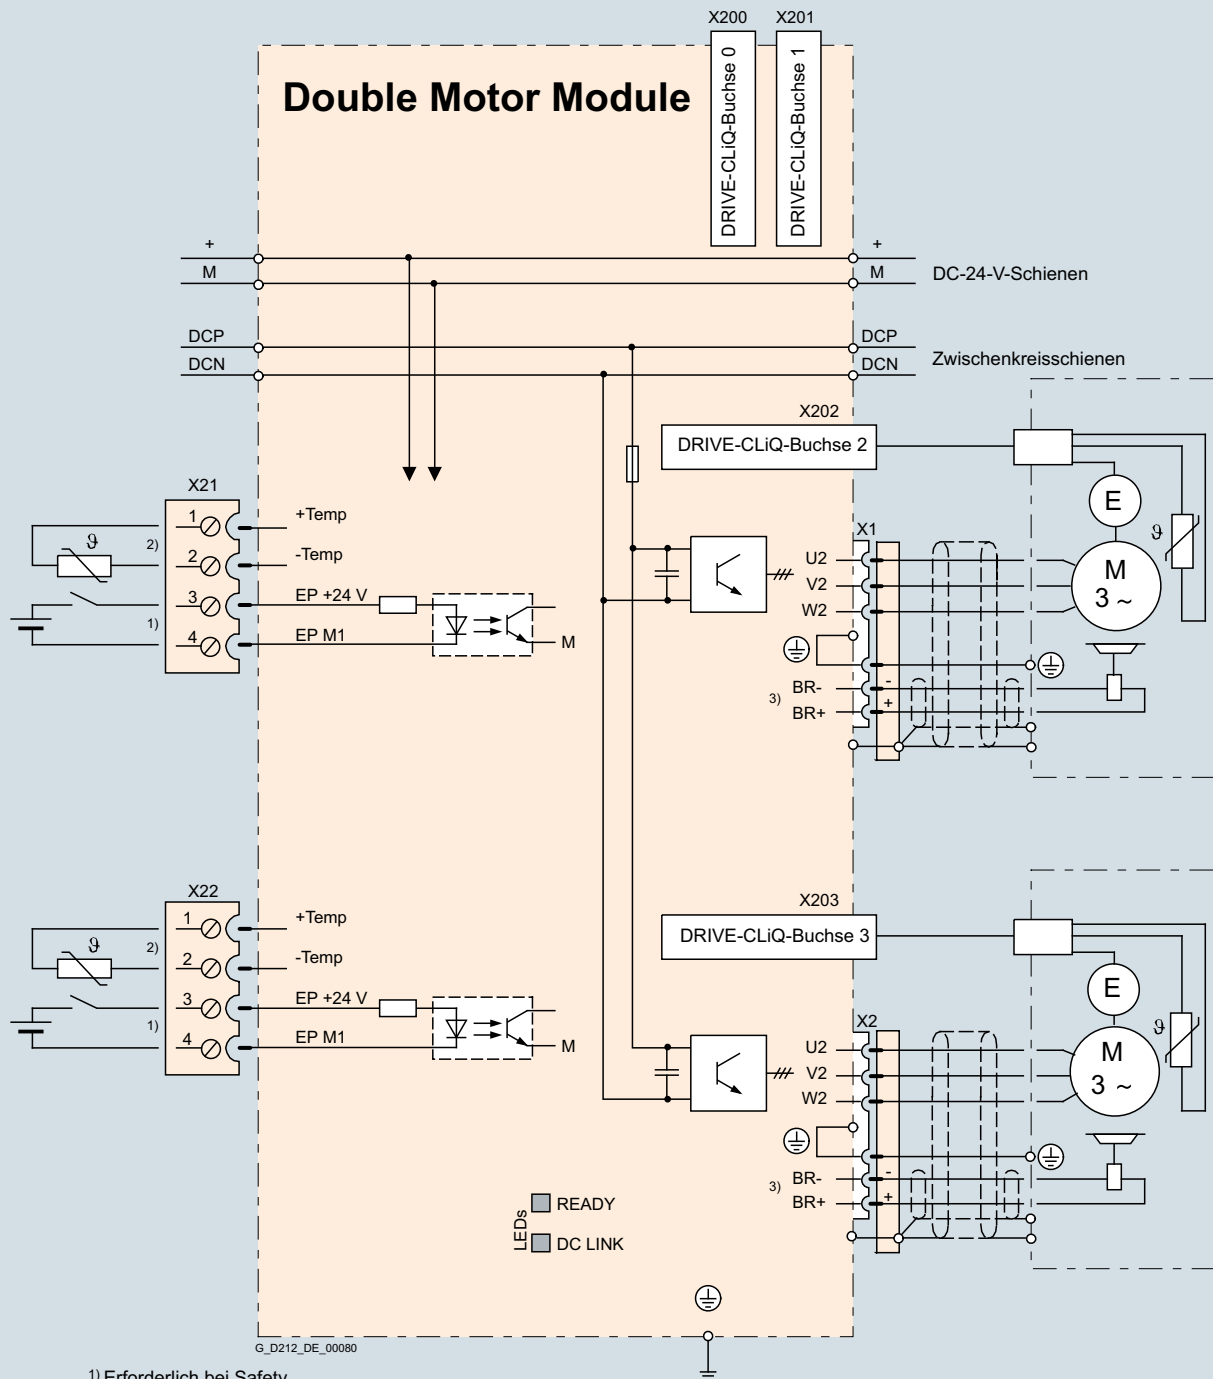 X200 X201
DRIVE-CLiQ-Buchse 0
DRIVE-CLiQ-Buchse 1
Double Motor Module
+ +
M M DC-24-V-Schienen
DCP DCP
DCN DCN Zwischenkreisschienen
X202
DRIVE-CLiQ-Buchse 2
X21
1 +Temp
2) ϑ
2 -Temp
3 EP +24 V
1)
4 EP M1
M
X1
U2
V2
W2
3) BR- -
BR+ +
E
ϑ
M
3 ~
X203
DRIVE-CLiQ-Buchse 3
X22
1 +Temp
2) ϑ
2 -Temp
3 EP +24 V
1)
4 EP M1
M
X2
U2
V2
W2
3) BR- -
BR+ +
E
ϑ
M
3 ~
LEDs
READY
DC LINK
G_D212_DE_00080
1) Erforderlich bei Safety